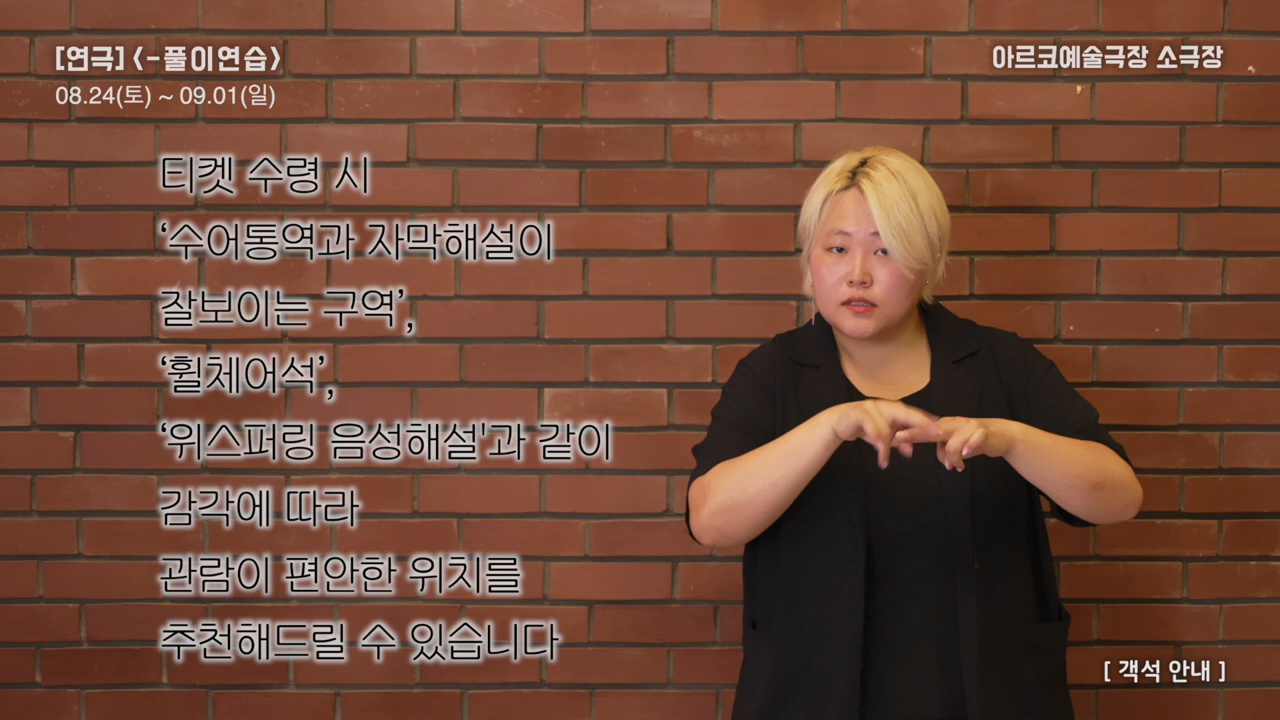 [연극] <-풀이연습>
08.24(토) ~ 09.01(일)
아르코예술극장 소극장
티켓 수령 시
‘수어통역과 자막해설이
잘보이는 구역’,
‘휠체어석’,
‘위스퍼링 음성해설'과 같이
감각에 따라
관람이 편안한 위치를
추천해드릴 수 있습니다
[ 객석 안내 ]